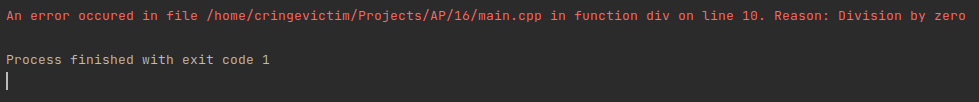 An error occured in file /home/cringevictim/Projects/AP/16/main.cpp in function div on line 10. Reason: Division by zero
Process finished with exit code 1